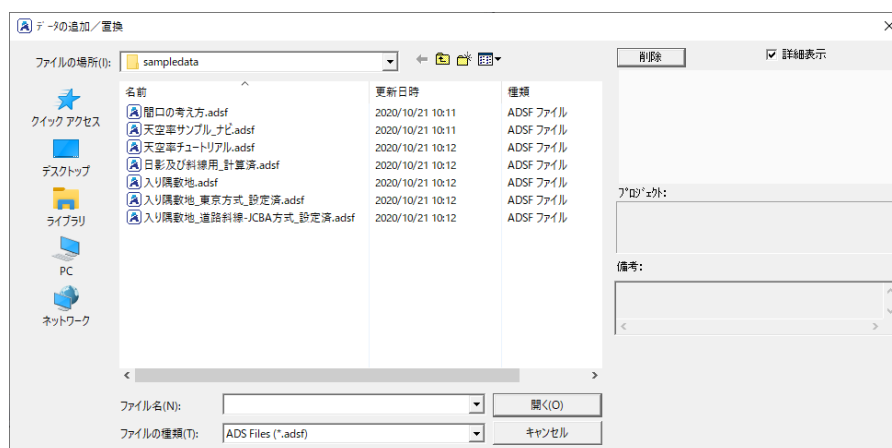 データの追加／置換
ファイルの場所(I):
sampledata
削除
詳細表示
名前
更新日時
種類
間口の考え方.adsf
2020/10/21 10:11
ADSF ファイル
天空率サンプル_ナビ.adsf
2020/10/21 10:11
ADSF ファイル
天空率チュートリアル.adsf
2020/10/21 10:12
ADSF ファイル
日影及び斜線用_計算済.adsf
2020/10/21 10:12
ADSF ファイル
入り隅敷地.adsf
2020/10/21 10:12
ADSF ファイル
入り隅敷地_東京方式_設定済.adsf
2020/10/21 10:12
ADSF ファイル
入り隅敷地_道路斜線-JCBA方式_設定済.adsf
2020/10/21 10:12
ADSF ファイル
クイック アクセス
デスクトップ
ライブラリ
PC
ネットワーク
プロジェクト:
備考:
ファイル名(N):
開く(O)
ファイルの種類(T):
ADS Files (*.adsf)
キャンセル